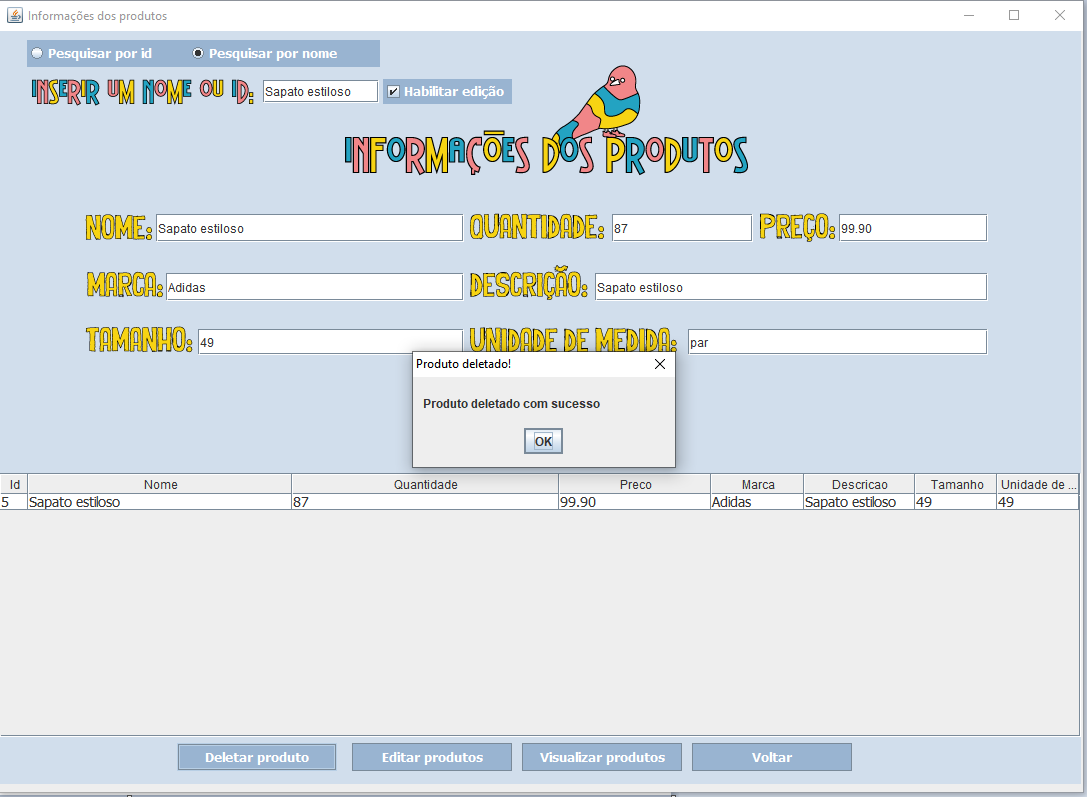 Informações dos produtos
Pesquisar por id Pesquisar por nome
INSERIR UM NOME OU ID: Sapato estiloso Habilitar edição
INFORMAÇÕES DOS PRODUTOS
NOME: Sapato estiloso QUANTIDADE: 87 PREÇO: 99.90
MARCA: Adidas DESCRIÇÃO: Sapato estiloso
TAMANHO: 49 UNIDADE DE MEDIDA: par
Produto deletado!
Produto deletado com sucesso
OK
Id Nome Quantidade Preco Marca Descricao Tamanho Unidade de ...
5 Sapato estiloso 87 99.90 Adidas Sapato estiloso 49 49
Deletar produto Editar produtos Visualizar produtos Voltar